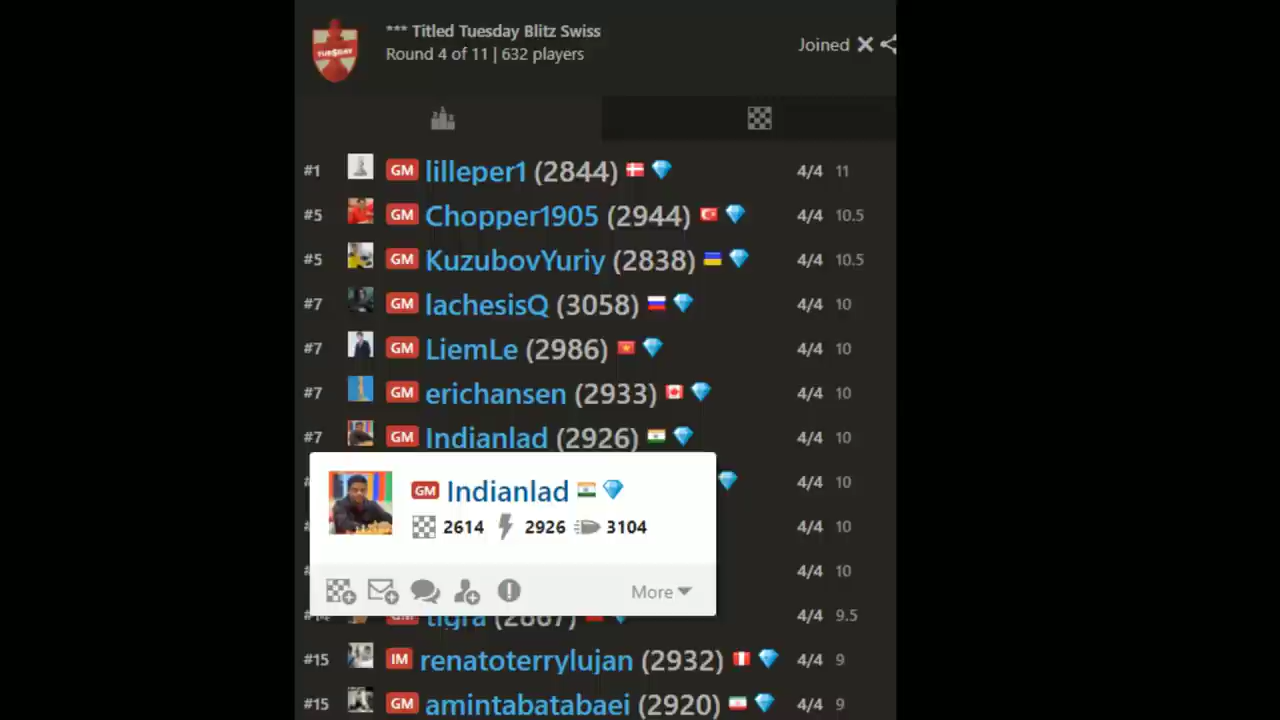 *** Titled Tuesday Blitz Swiss
Round 4 of 11 | 632 players
Joined
TUESDAY
#1 GM lilleper1 (2844) 4/4 11
#5 GM Chopper1905 (2944) 4/4 10.5
#5 GM KuzubovYuriy (2838) 4/4 10.5
#7 GM lachesisQ (3058) 4/4 10
#7 GM LiemLe (2986) 4/4 10
#7 GM erichansen (2933) 4/4 10
#7 GM Indianlad (2926) 4/4 10
4/4 10
GM Indianlad
2614 2926 3104
4/4 10
4/4 10
More
tigra (2867) 4/4 9.5
#15 IM renatoterrylujan (2932) 4/4 9
#15 GM amintabatabaei (2920) 4/4 9